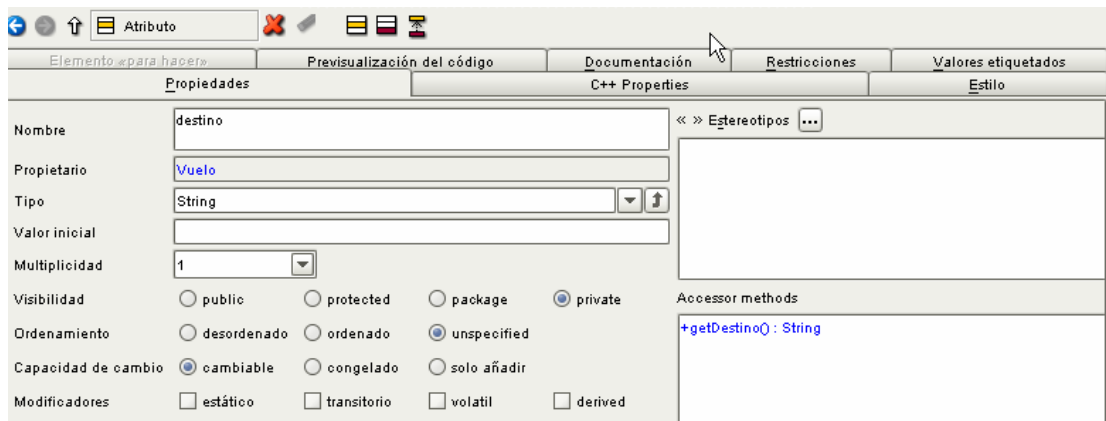 Atributo
Elemento «para hacer» Previsualización del código Documentación Restricciones Valores etiquetados
Propiedades C++ Properties Estilo
Nombre destino « » Estereotipos ...
Propietario Vuelo
Tipo String
Valor inicial
Multiplicidad 1
Visibilidad public protected package private Accessor methods
Ordenamiento desordenado ordenado unspecified +getDestino() : String
Capacidad de cambio cambiable congelado solo añadir
Modificadores estático transitorio volatil derived